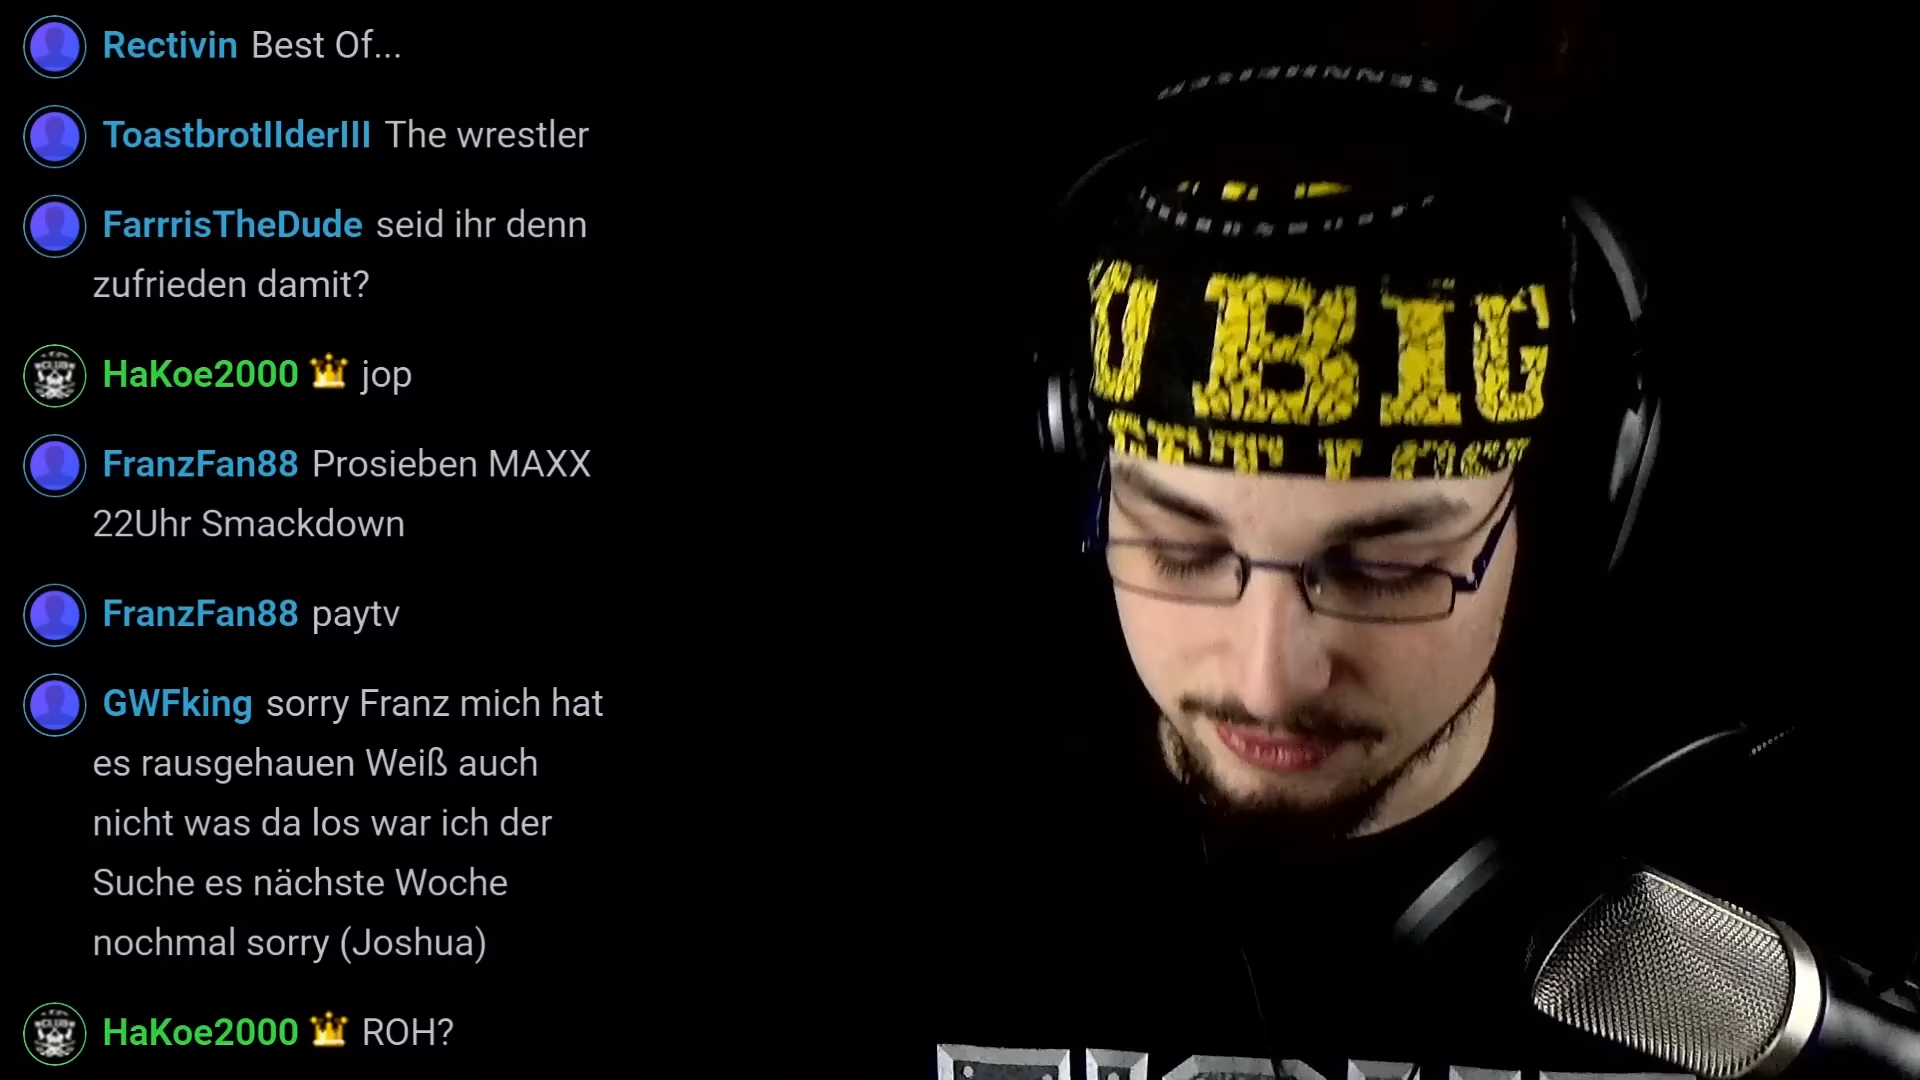 Rectivin Best Of...
ToastbrotIIderIII The wrestler
FarrrisTheDude seid ihr denn
zufrieden damit?
HaKoe2000 jop
FranzFan88 Prosieben MAXX
22Uhr Smackdown
FranzFan88 paytv
GWFking sorry Franz mich hat
es rausgehauen Weiß auch
nicht was da los war ich der
Suche es nächste Woche
nochmal sorry (Joshua)
HaKoe2000 ROH?
BIG